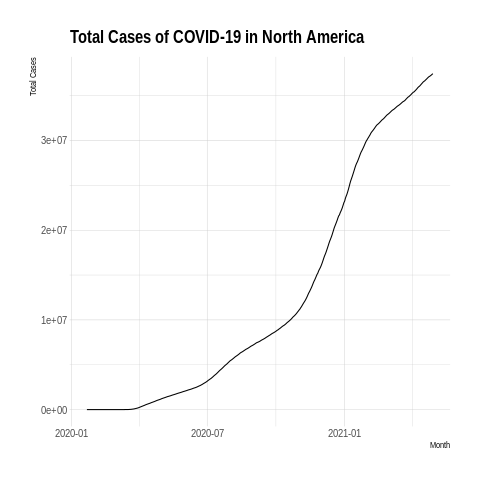 Total Cases of COVID-19 in North America
Total Cases
3e+07
2e+07
1e+07
0e+00
2020-01
2020-07
2021-01
Month